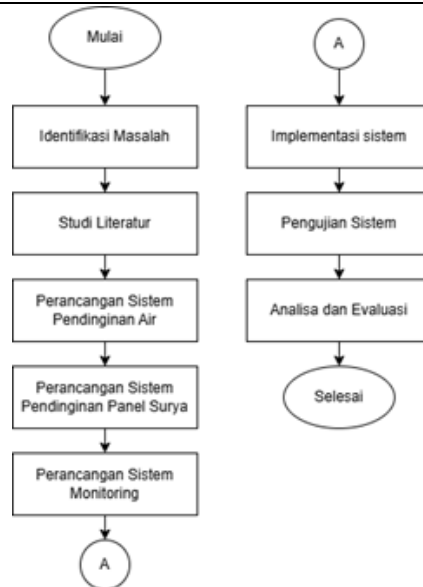 Mulai
Identifikasi Masalah
Studi Literatur
Perancangan Sistem
Pendinginan Air
Perancangan Sistem
Pendinginan Panel Surya
Perancangan Sistem
Monitoring
A
A
Implementasi sistem
Pengujian Sistem
Analisa dan Evaluasi
Selesai